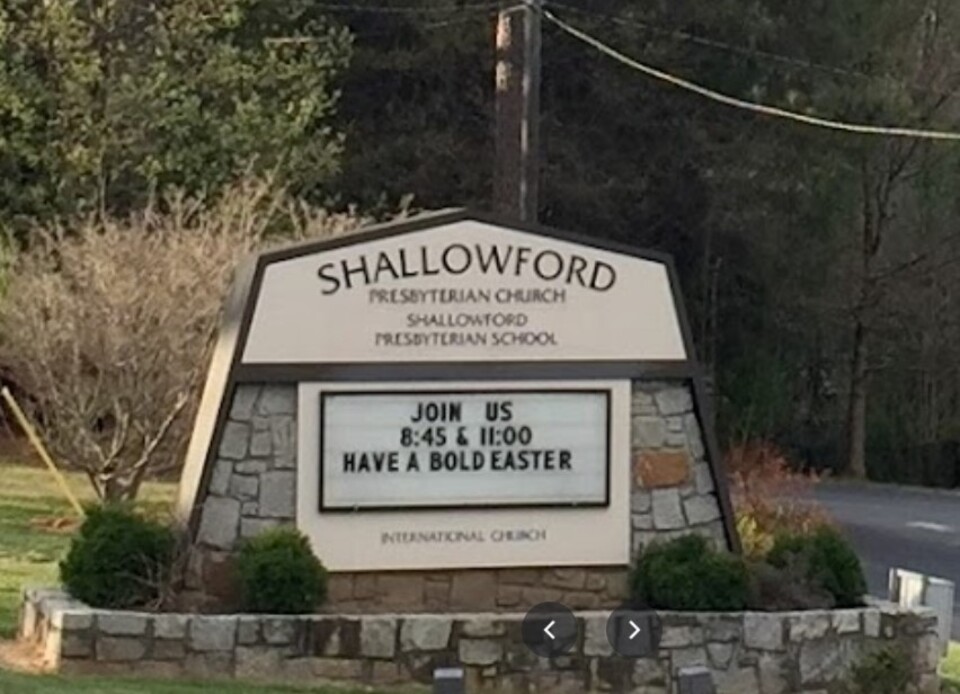 SHALLOWFORD
PRESBYTERIAN CHURCH
SHALLOWFORD
PRESBYTERIAN SCHOOL
JOIN US
8:45 & 11:00
HAVE A BOLD EASTER
INTERNATIONAL CHURCH